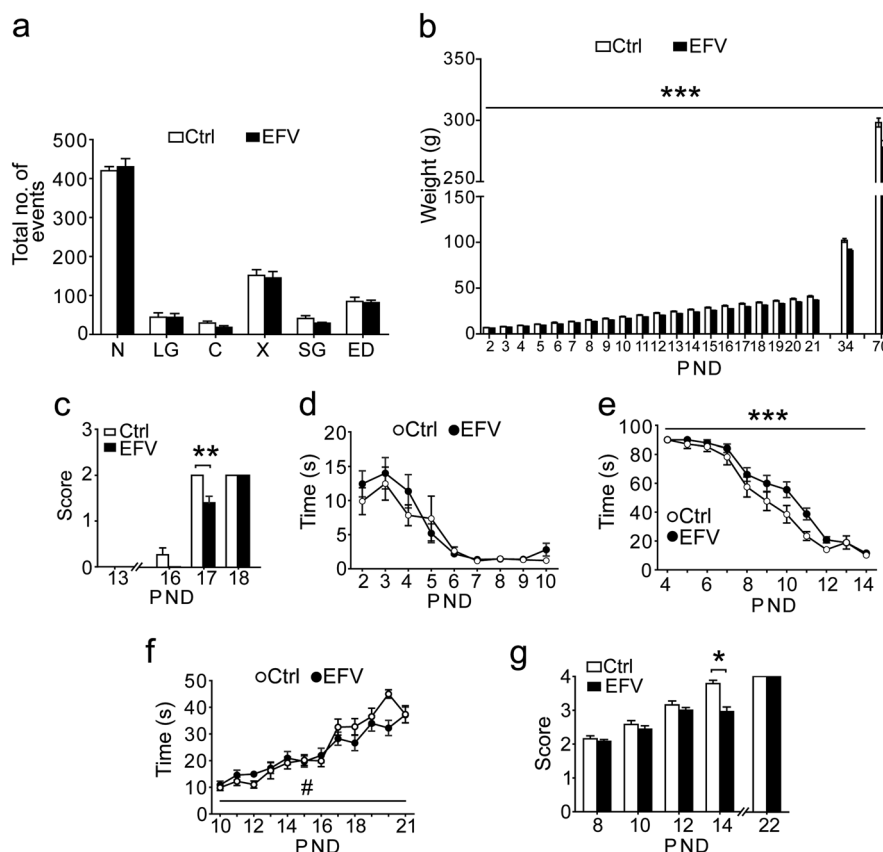 a
Ctrl EFV
Total no. of
events
500
400
300
200
100
0
N LG C X SG ED
b
Ctrl EFV
***
Weight (g)
350
300
250
150
100
50
0
2 3 4 5 6 7 8 9 10 11 12 13 14 15 16 17 18 19 20 21 34 70
PND
c
Ctrl
EFV
**
Score
3
2
1
0
13 16 17 18
PND
d
Ctrl EFV
Time (s)
20
15
10
5
0
2 3 4 5 6 7 8 9 10
PND
e
***
Time (s)
100
80
60
40
20
0
Ctrl
EFV
4 6 8 10 12 14
PND
f
Ctrl EFV
Time (s)
50
40
30
20
10
0
#
10 12 14 16 18 21
PND
g
Ctrl
EFV
*
Score
4
3
2
0
8 10 12 14 22
PND